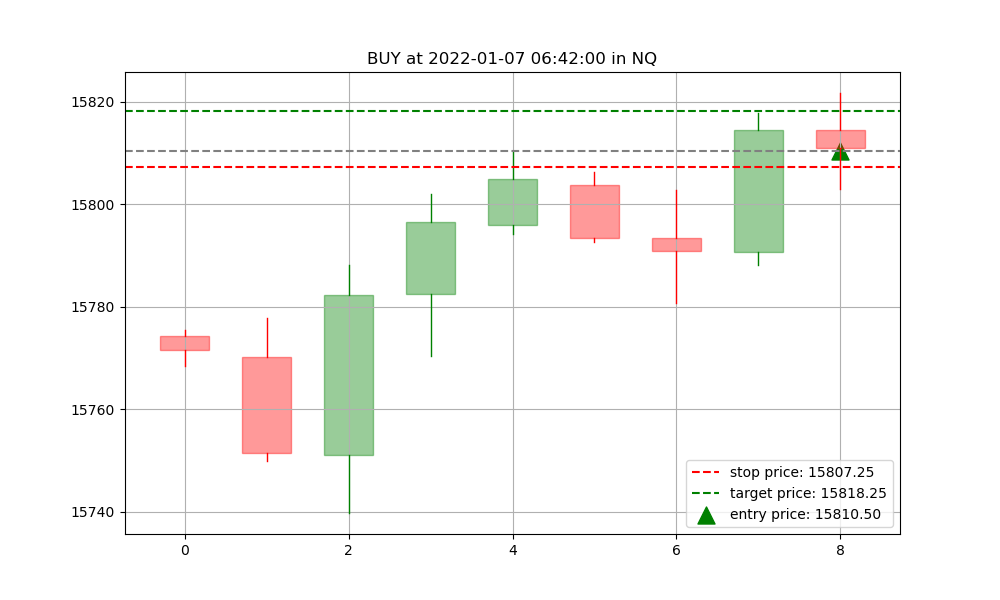 BUY at 2022-01-07 06:42:00 in NQ
15820
15800
15780
15760
15740
0 2 4 6 8
stop price: 15807.25
target price: 15818.25
entry price: 15810.50